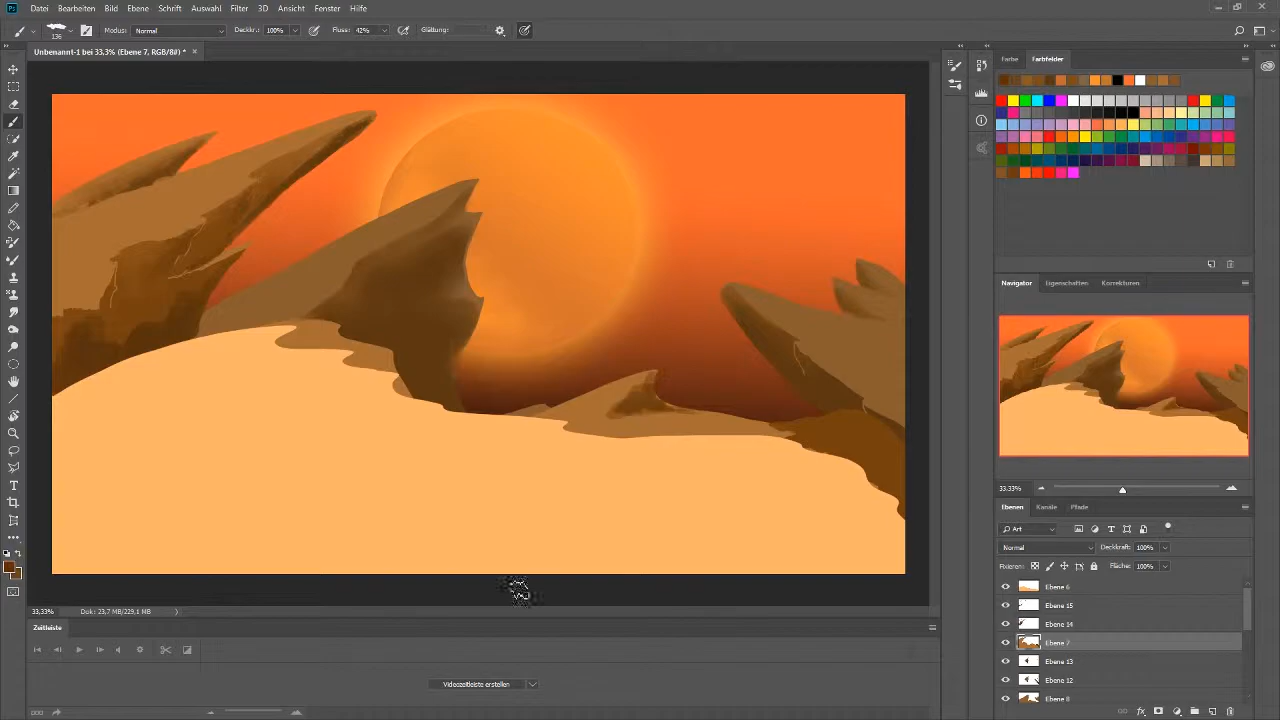 Ps Datei Bearbeiten Bild Ebene Schrift Auswahl Filter 3D Ansicht Fenster Hilfe
136 Modus: Normal Deckkr.: 100% Fluss: 42% Glättung:
Unbenannt-1 bei 33,3% (Ebene 7, RGB/8#) * ×
Farbe Farbfelder
Navigator Eigenschaften Korrekturen
33,33%
Ebenen Kanäle Pfade
Art
Normal Deckkraft: 100%
Fixieren: Fläche: 100%
Ebene 6
Ebene 15
Ebene 14
Ebene 7
Ebene 13
Ebene 12
Ebene 8
33,33% Dok: 23,7 MB/229,1 MB
Zeitleiste
Videozeitleiste erstellen